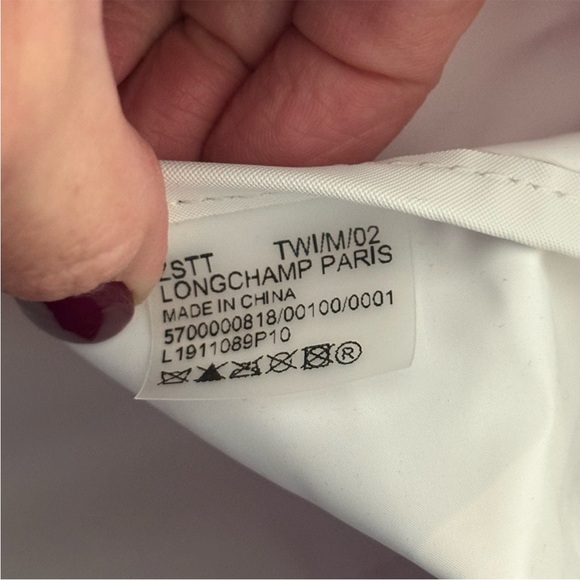 ZSTT TWI/M/02
LONGCHAMP PARIS
MADE IN CHINA
5700000818/00100/0001
L1911089P10
®